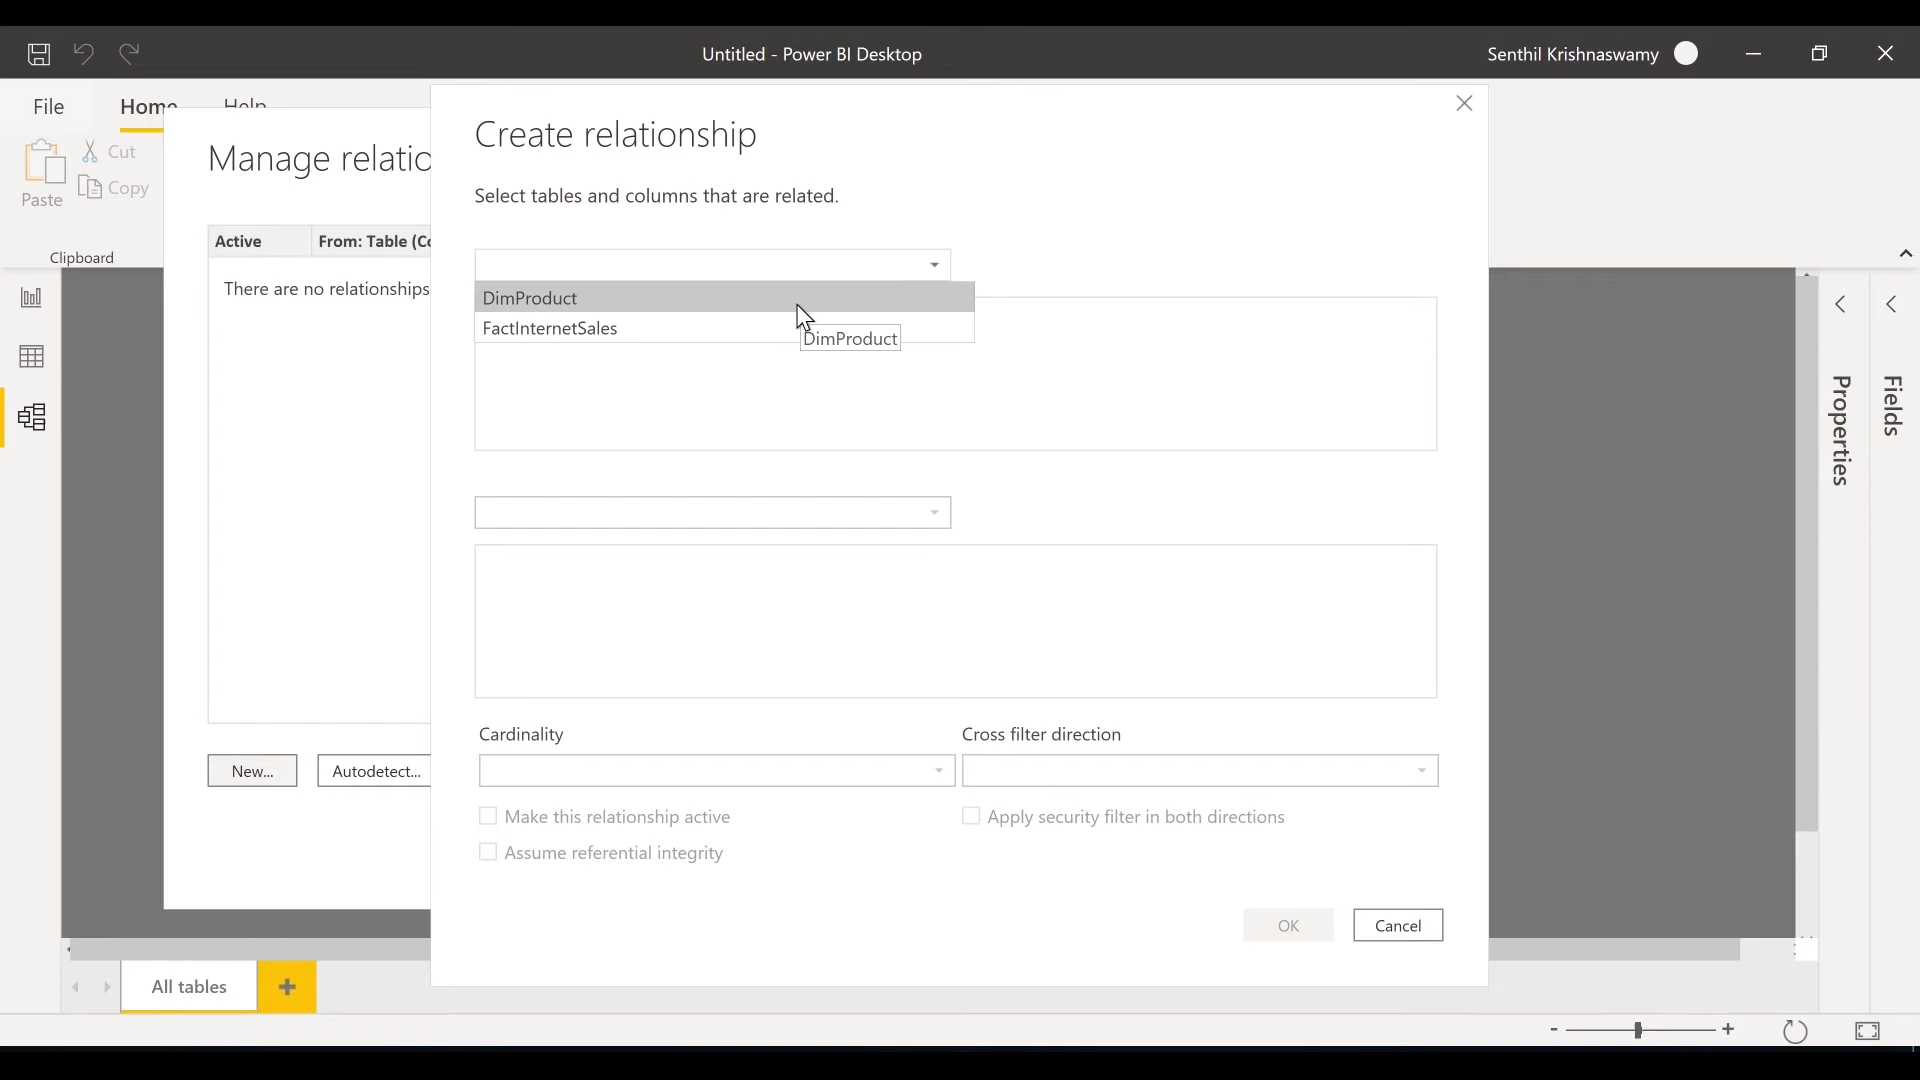 Untitled - Power BI Desktop
Senthil Krishnaswamy
File
Home
Help
Paste
Cut
Copy
Clipboard
Manage relatio
Active
From: Table (Co
There are no relationships
New...
Autodetect...
Create relationship
Select tables and columns that are related.
DimProduct
FactInternetSales
DimProduct
Cardinality
Cross filter direction
Make this relationship active
Apply security filter in both directions
Assume referential integrity
OK
Cancel
Properties
Fields
All tables